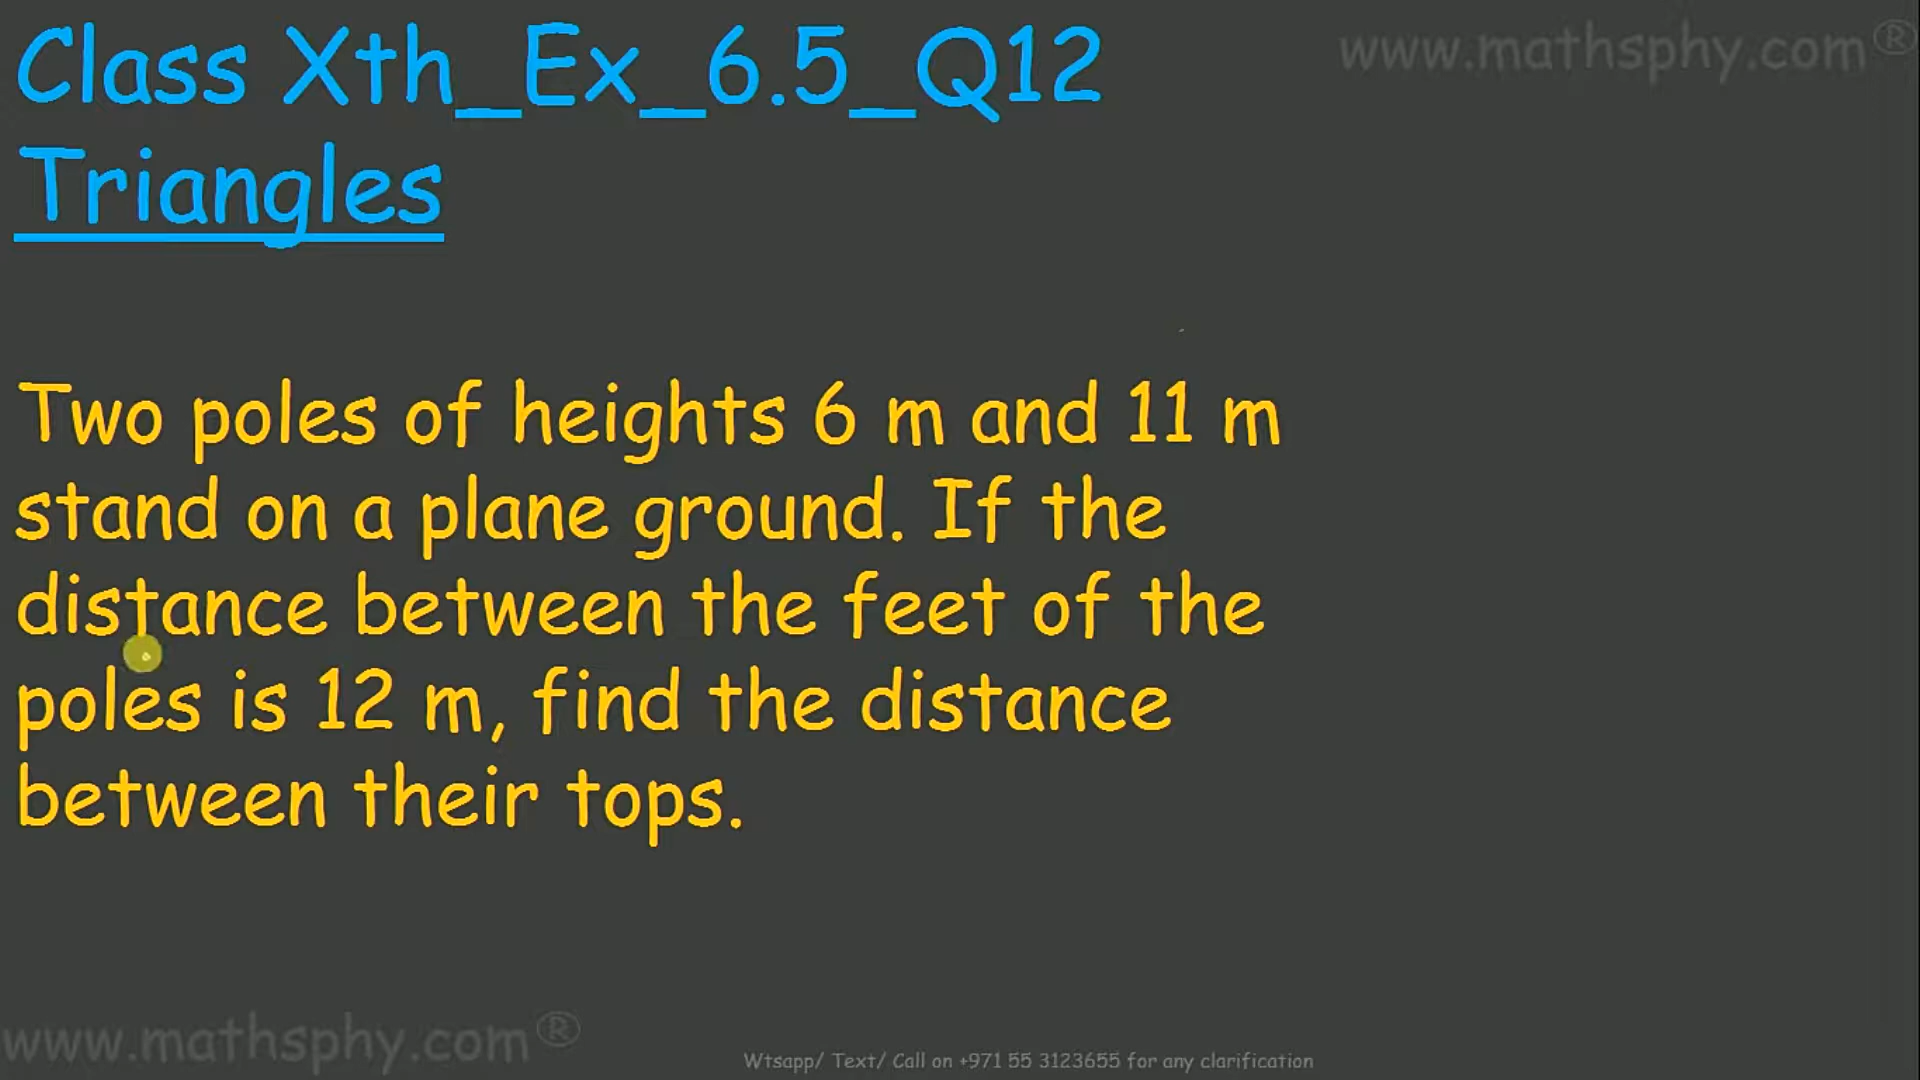 Class Xth_Ex_6.5_Q12
www.mathsphy.com®
Triangles
Two poles of heights 6 m and 11 m
stand on a plane ground. If the
distance between the feet of the
poles is 12 m, find the distance
between their tops.
www.mathsphy.com®
Wtsapp/ Text/ Call on +971 55 3123655 for any clarification